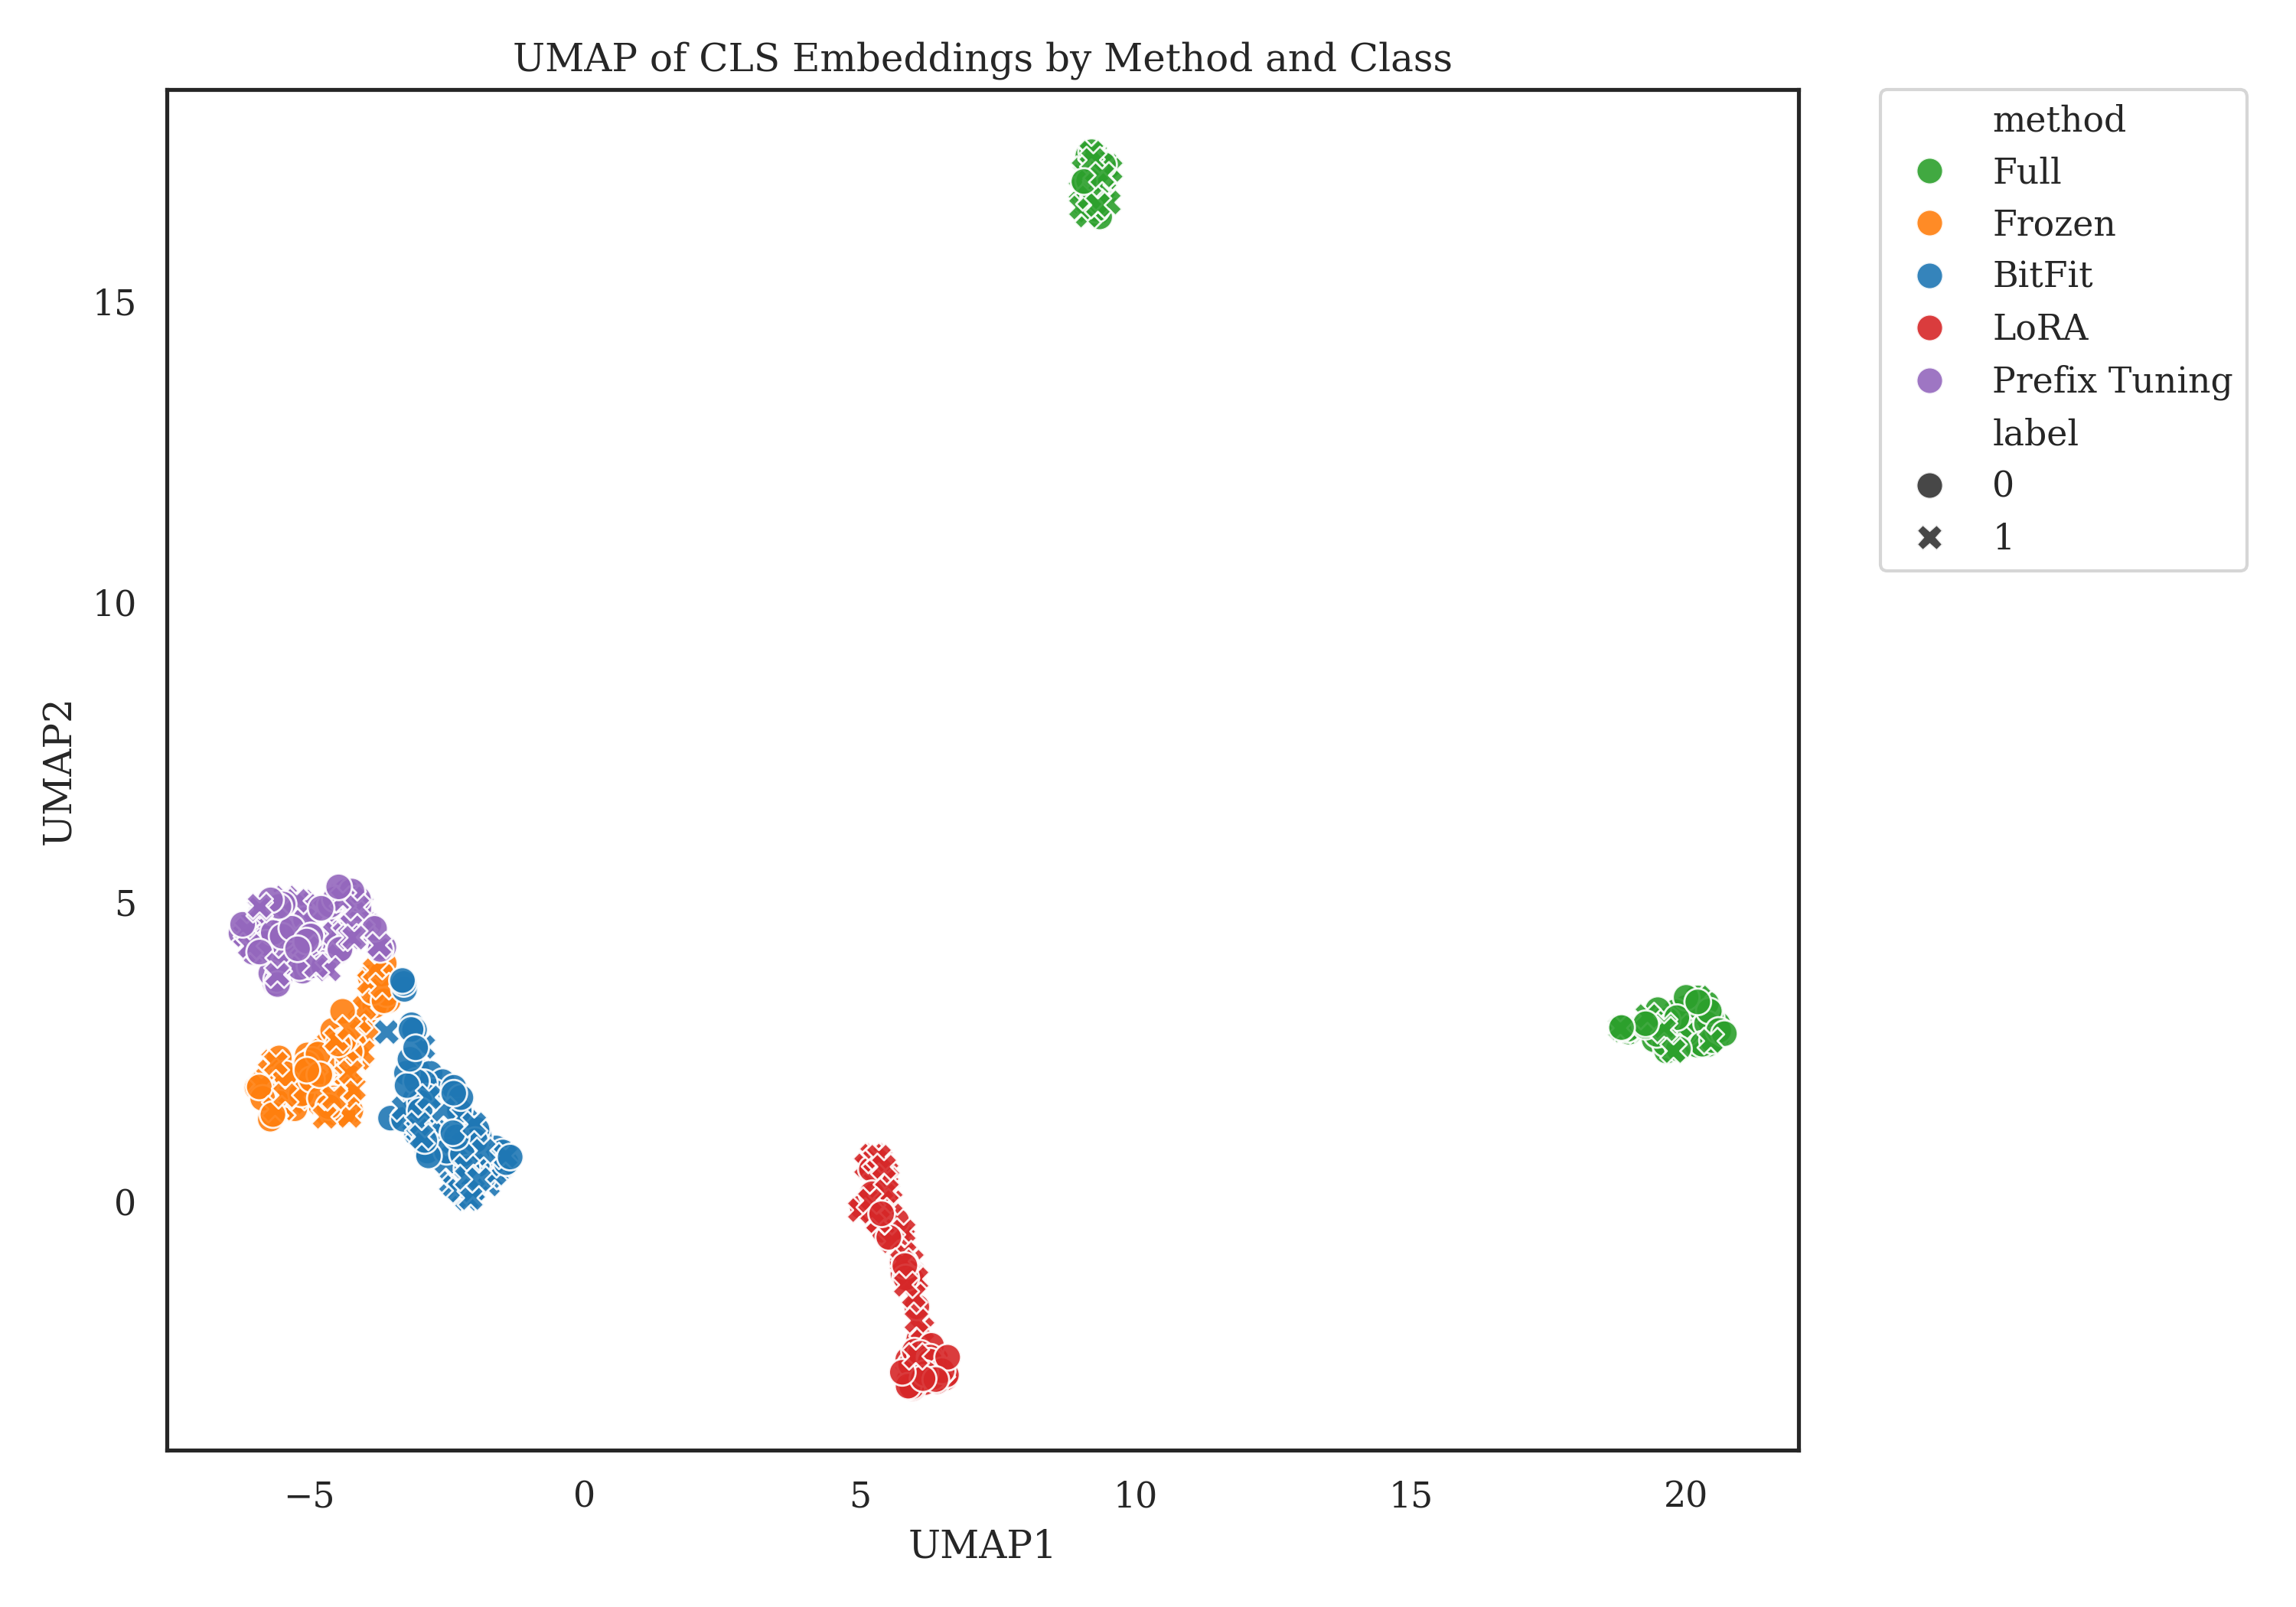 UMAP of CLS Embeddings by Method and Class
method
Full
Frozen
BitFit
LoRA
Prefix Tuning
label
0
1
15
10
5
0
UMAP2
−5 0 5 10 15 20
UMAP1